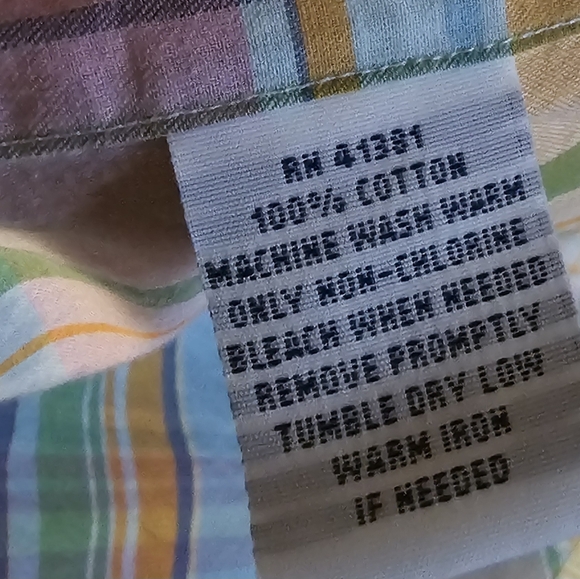 RN 41381
100% COTTON
MACHINE WASH WARM
ONLY NON-CHLORINE
BLEACH WHEN NEEDED
REMOVE PROMPTLY
TUMBLE DRY LOW
WARM IRON
IF NEEDED